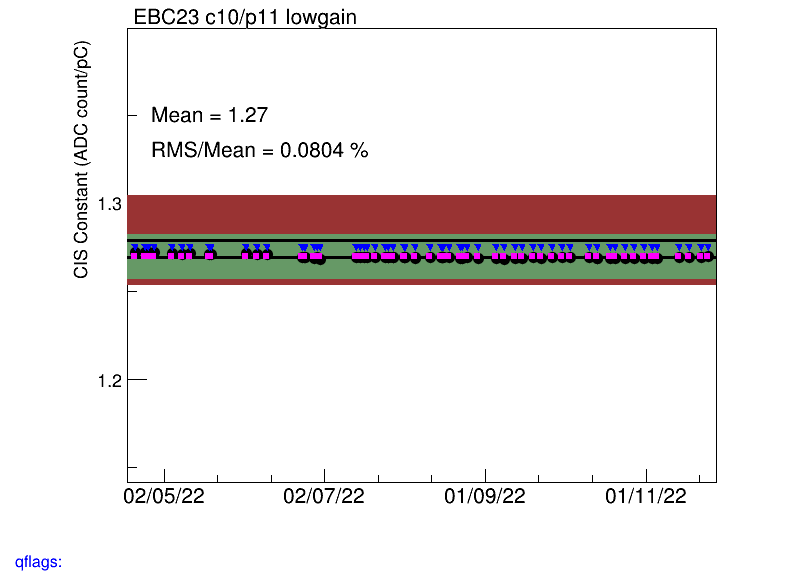 EBC23 c10/p11 lowgain
CIS Constant (ADC count/pC)
Mean = 1.27
RMS/Mean = 0.0804 %
1.3
1.2
02/05/22 02/07/22 01/09/22 01/11/22
qflags: